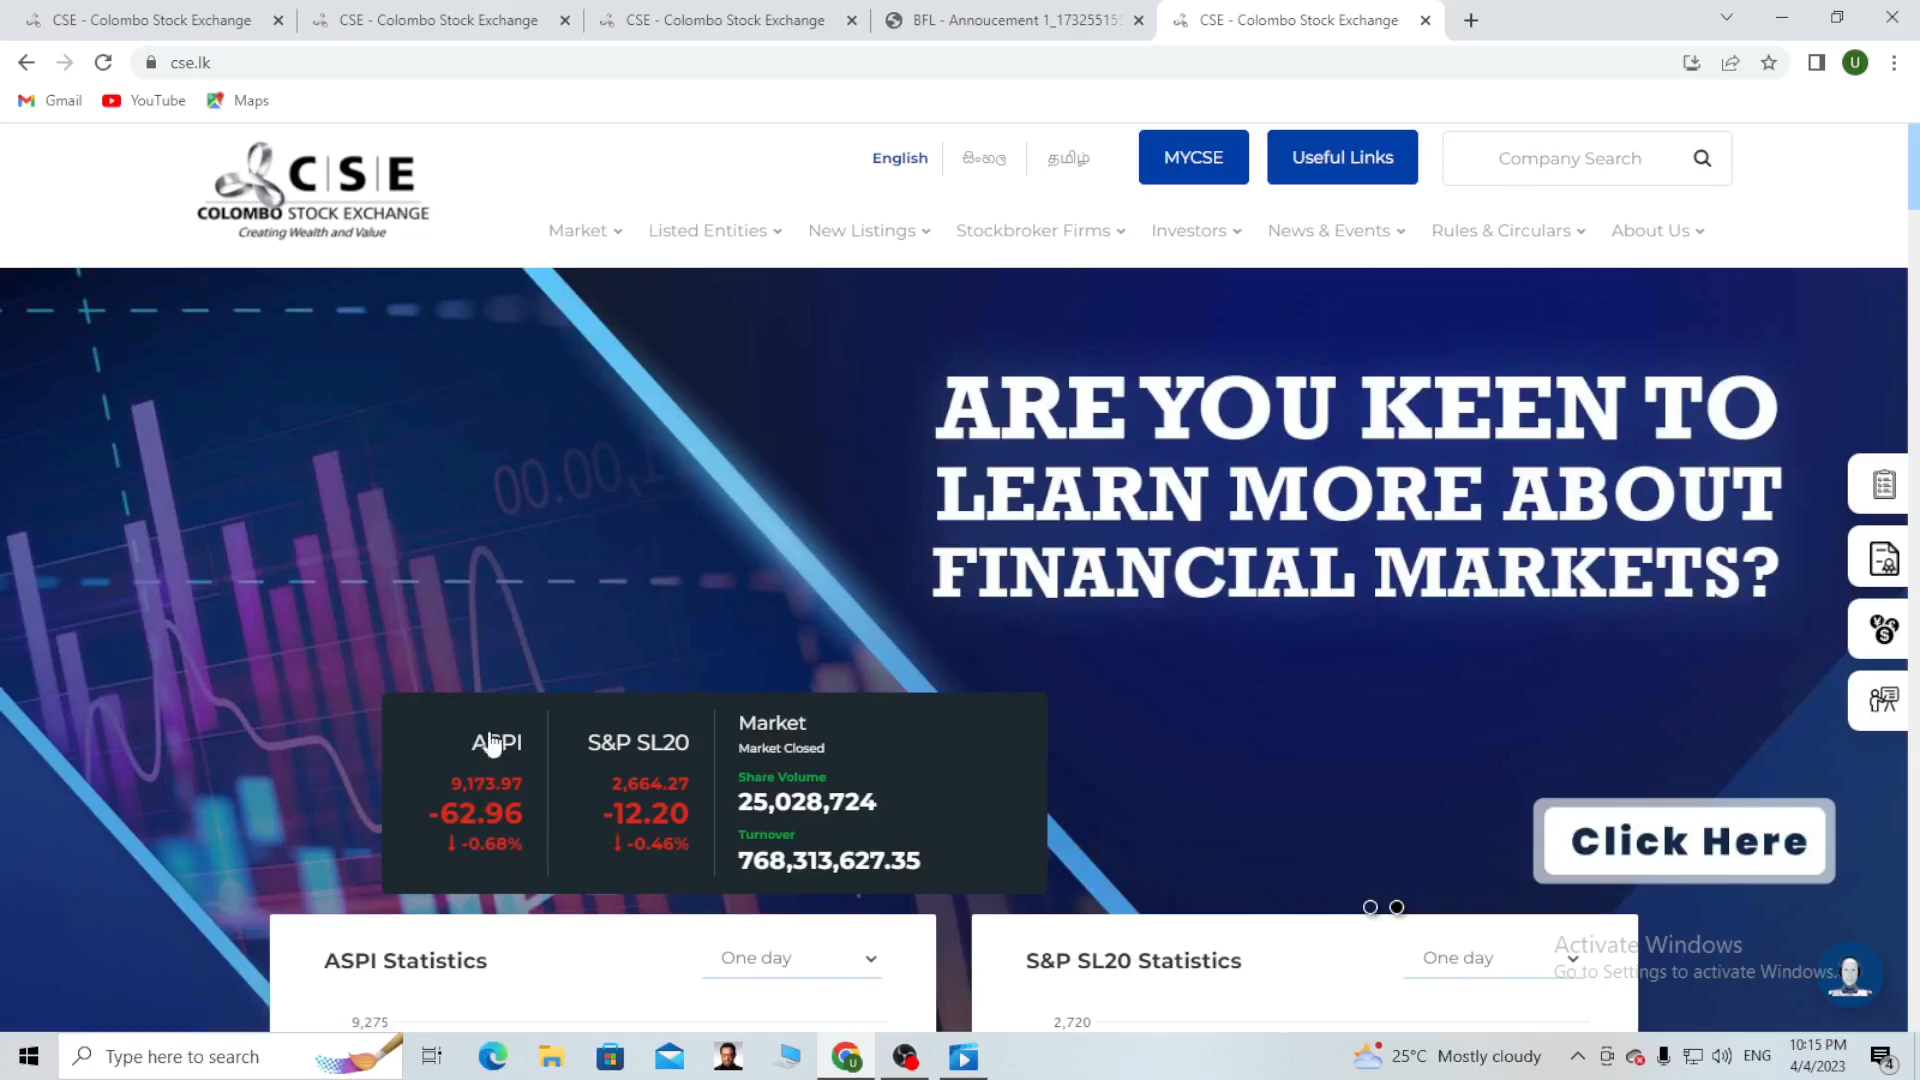 CSE - Colombo Stock Exchange
CSE - Colombo Stock Exchange
CSE - Colombo Stock Exchange
BFL - Annoucement 1_173255155
CSE - Colombo Stock Exchange
cse.lk
U
Gmail
YouTube
Maps
C|S|E
COLOMBO STOCK EXCHANGE
Creating Wealth and Value
English
සිංහල
தமிழ்
MYCSE
Useful Links
Company Search
Market
Listed Entities
New Listings
Stockbroker Firms
Investors
News & Events
Rules & Circulars
About Us
00.00,1
ARE YOU KEEN TO
LEARN MORE ABOUT
FINANCIAL MARKETS?
ASPI
9,173.97
-62.96
↓ -0.68%
S&P SL20
2,664.27
-12.20
↓ -0.46%
Market
Market Closed
Share Volume
25,028,724
Turnover
768,313,627.35
Click Here
ASPI Statistics
One day
9,275
S&P SL20 Statistics
One day
2,720
Activate Windows
Go to Settings to activate Windows.
Type here to search
25°C Mostly cloudy
ENG
10:15 PM
4/4/2023
4